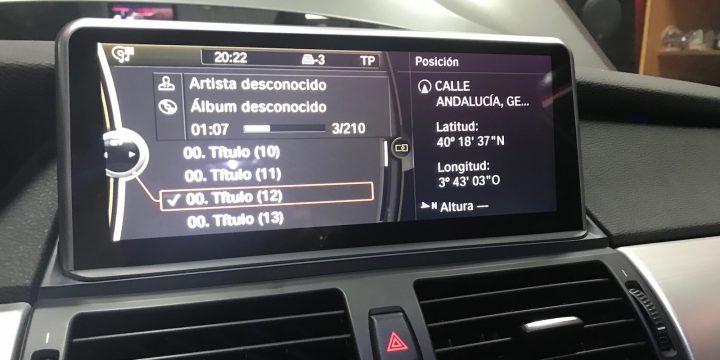 20:22
-3
TP
Artista desconocido
Álbum desconocido
01:07
3/210
00. Título (10)
00. Título (11)
00. Título (12)
00. Título (13)
Posición
CALLE
ANDALUCÍA, GE...
Latitud:
40° 18' 37"N
Longitud:
3° 43' 03"O
N Altura ---